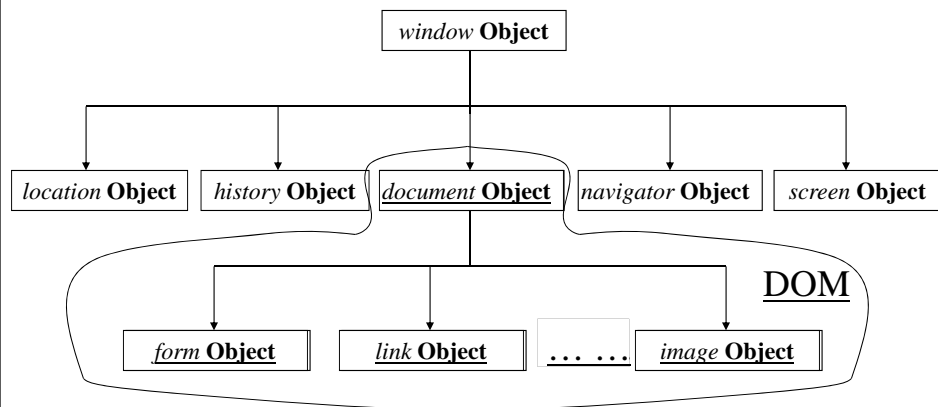 window Object
location Object
history Object
document Object
navigator Object
screen Object
DOM
form Object
link Object
... ...
image Object